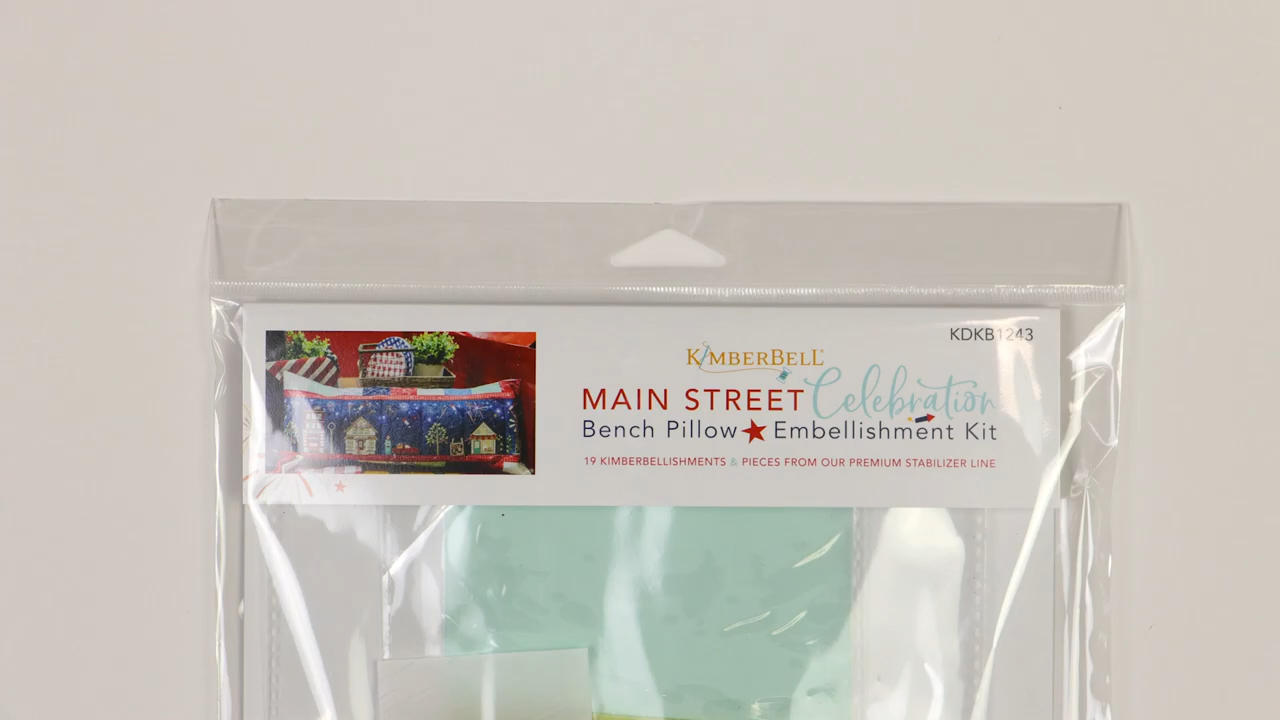 KDKB1243
KIMBERBELL®
MAIN STREET Celebration
Bench Pillow Embellishment Kit
19 KIMBERBELLISHMENTS & PIECES FROM OUR PREMIUM STABILIZER LINE